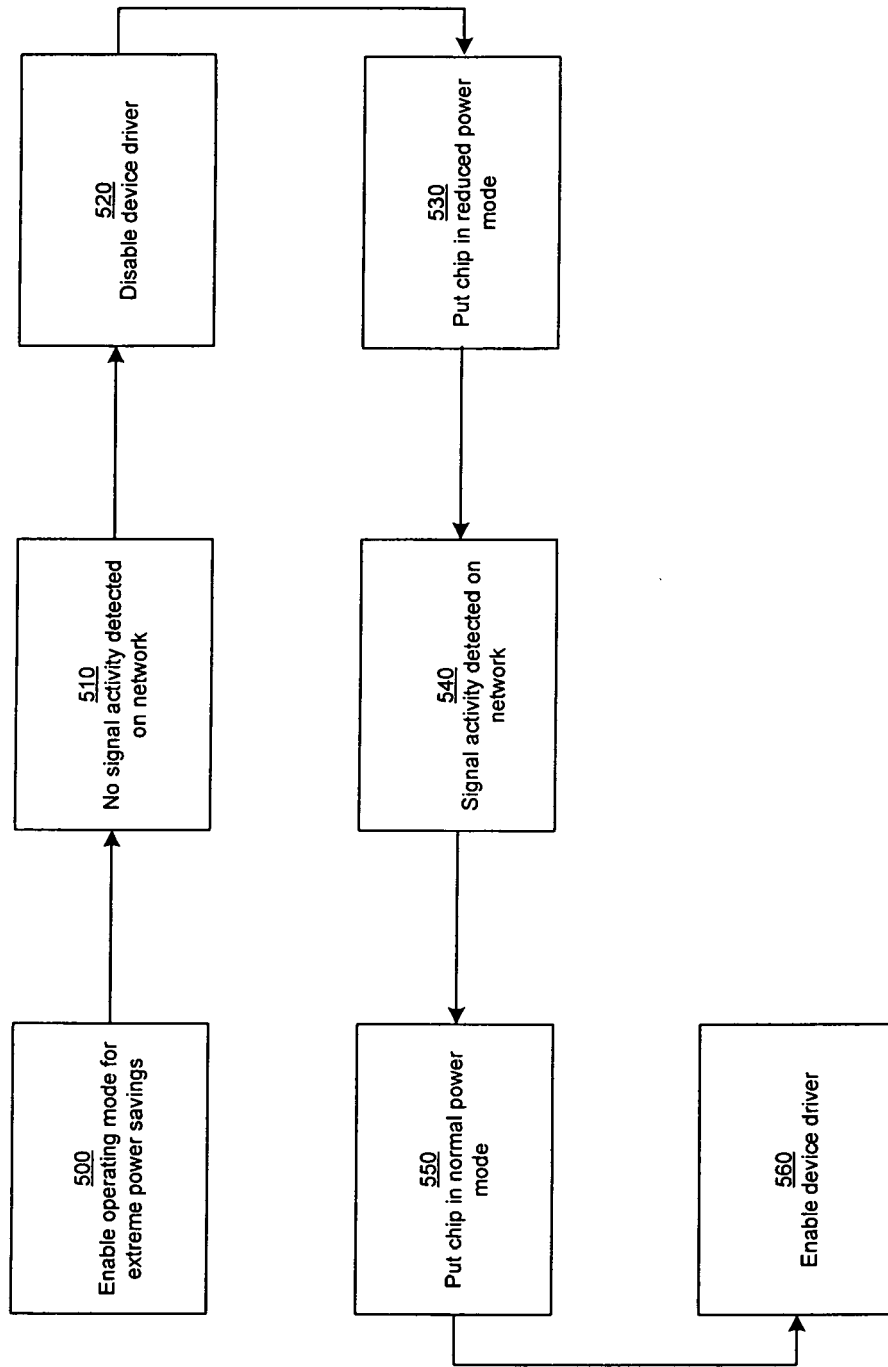 500
Enable operating mode for
extreme power savings
510
No signal activity detected
on network
520
Disable device driver
530
Put chip in reduced power
mode
540
Signal activity detected on
network
550
Put chip in normal power
mode
560
Enable device driver